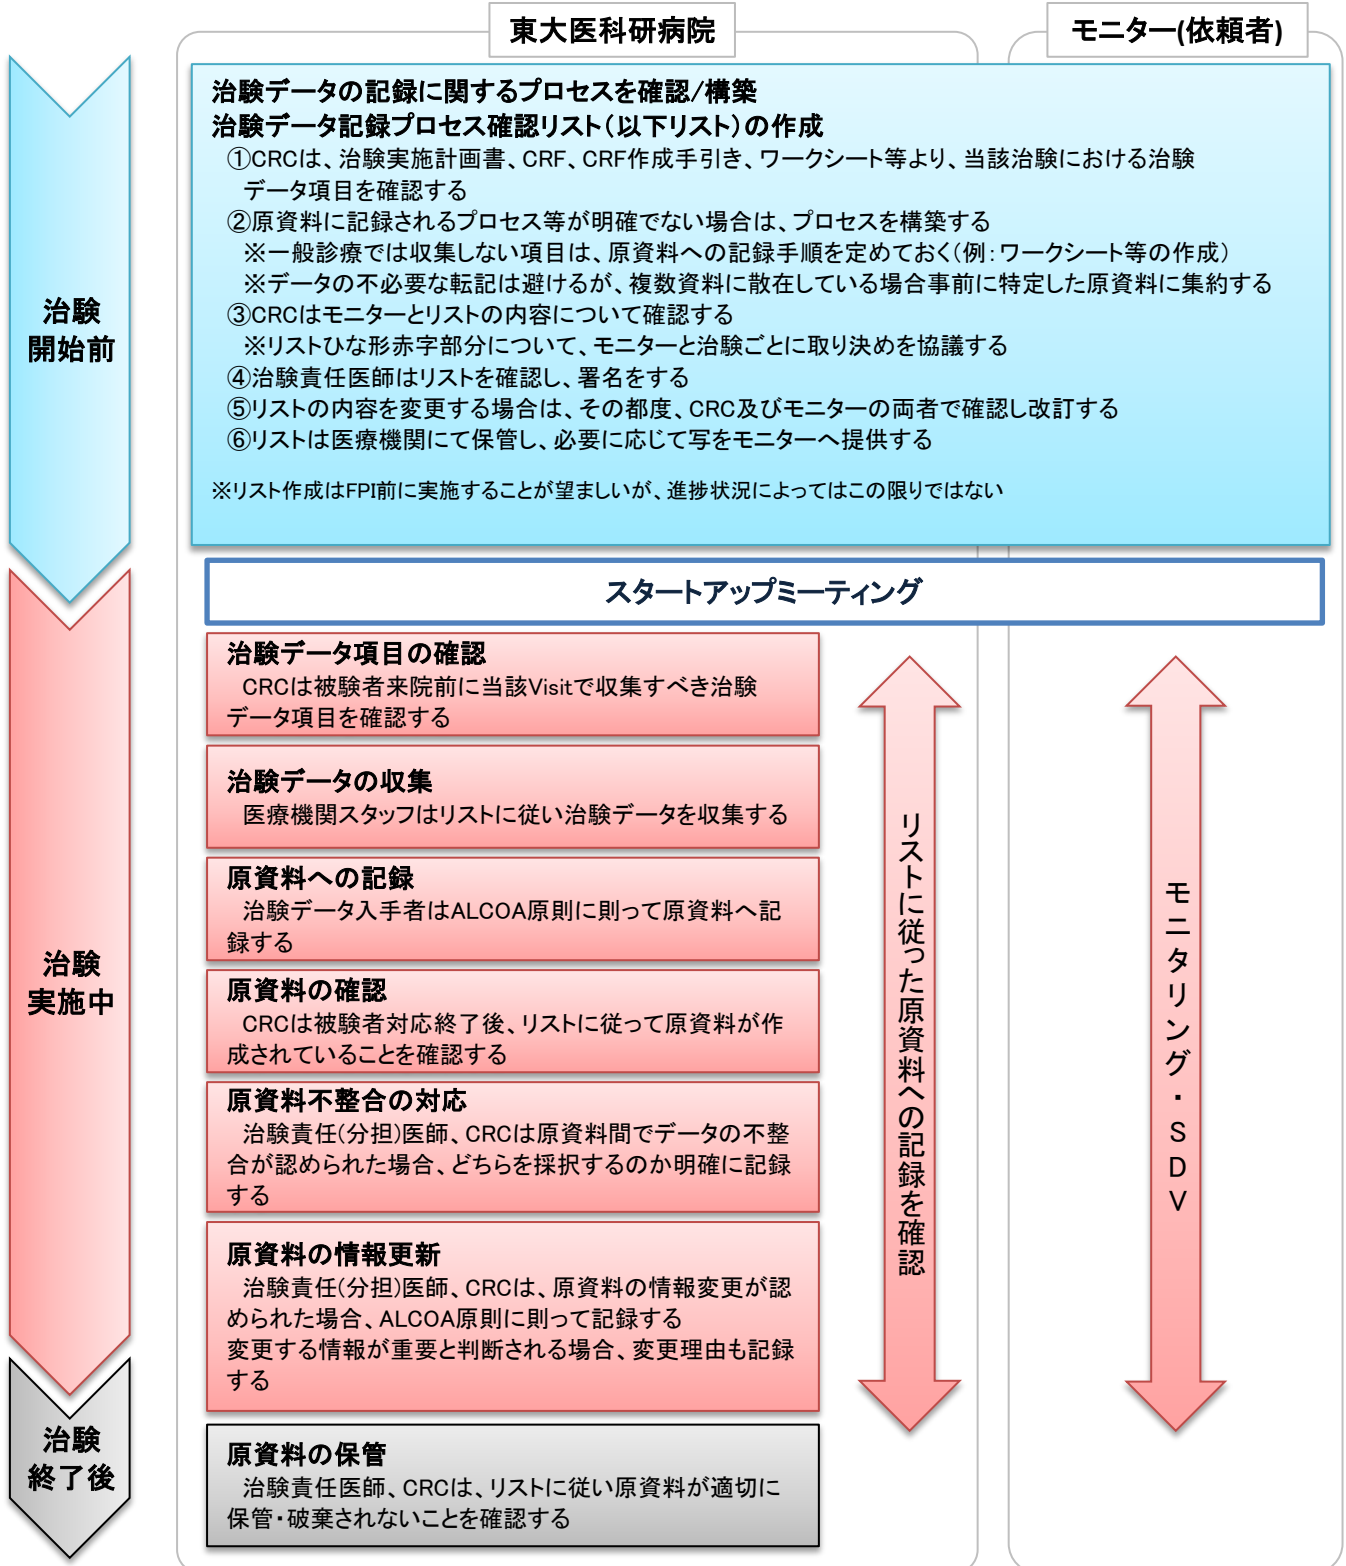 東大医科研病院
モニター(依頼者)
治験
開始前
治験データの記録に関するプロセスを確認/構築
治験データ記録プロセス確認リスト(以下リスト)の作成
①CRCは、治験実施計画書、CRF、CRF作成手引き、ワークシート等より、当該治験における治験
データ項目を確認する
②原資料に記録されるプロセス等が明確でない場合は、プロセスを構築する
※一般診療では収集しない項目は、原資料への記録手順を定めておく(例:ワークシート等の作成)
※データの不必要な転記は避けるが、複数資料に散在している場合事前に特定した原資料に集約する
③CRCはモニターとリストの内容について確認する
※リストひな形赤字部分について、モニターと治験ごとに取り決めを協議する
④治験責任医師はリストを確認し、署名をする
⑤リストの内容を変更する場合は、その都度、CRC及びモニターの両者で確認し改訂する
⑥リストは医療機関にて保管し、必要に応じて写をモニターへ提供する
※リスト作成はFPI前に実施することが望ましいが、進捗状況によってはこの限りではない
スタートアップミーティング
治験
実施中
治験データ項目の確認
CRCは被験者来院前に当該Visitで収集すべき治験
データ項目を確認する
治験データの収集
医療機関スタッフはリストに従い治験データを収集する
原資料への記録
治験データ入手者はALCOA原則に則って原資料へ記
録する
原資料の確認
CRCは被験者対応終了後、リストに従って原資料が作
成されていることを確認する
原資料不整合の対応
治験責任(分担)医師、CRCは原資料間でデータの不整
合が認められた場合、どちらを採択するのか明確に記録
する
原資料の情報更新
治験責任(分担)医師、CRCは、原資料の情報変更が認
められた場合、ALCOA原則に則って記録する
変更する情報が重要と判断される場合、変更理由も記録
する
リストに従った原資料への記録を確認
モニタリング・SDV
治験
終了後
原資料の保管
治験責任医師、CRCは、リストに従い原資料が適切に
保管・破棄されないことを確認する